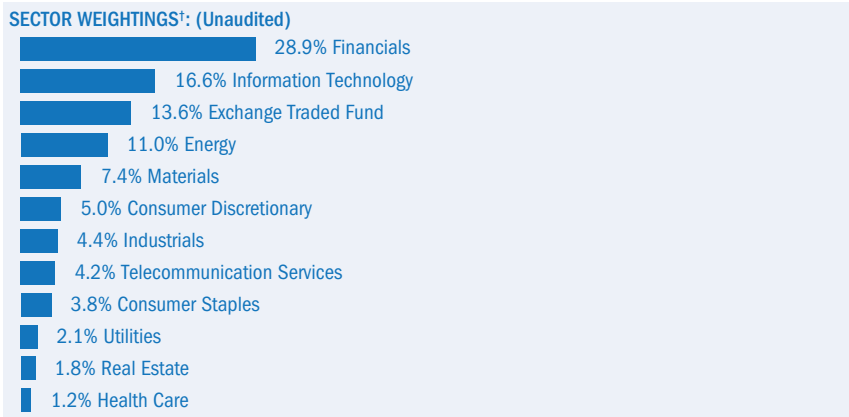 SECTOR WEIGHTINGS†: (Unaudited)
28.9% Financials
16.6% Information Technology
13.6% Exchange Traded Fund
11.0% Energy
7.4% Materials
5.0% Consumer Discretionary
4.4% Industrials
4.2% Telecommunication Services
3.8% Consumer Staples
2.1% Utilities
1.8% Real Estate
1.2% Health Care